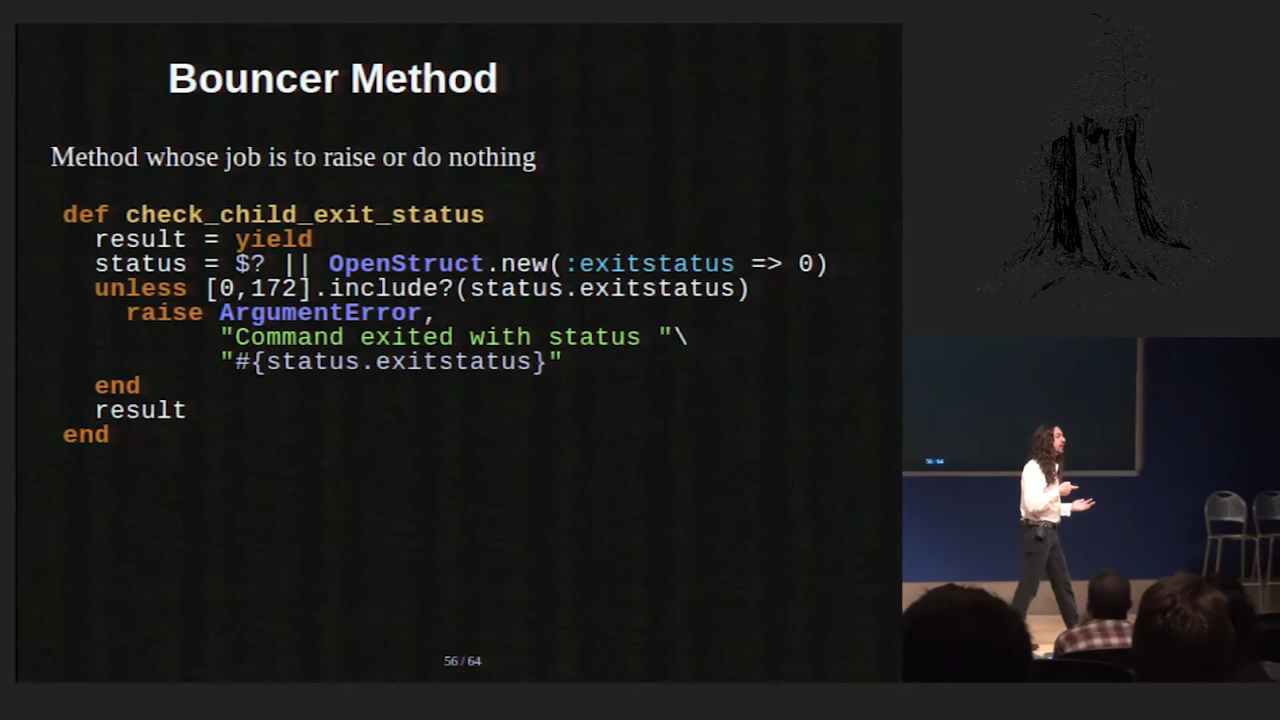 Bouncer Method
Method whose job is to raise or do nothing
def check_child_exit_status
  result = yield
  status = $? || OpenStruct.new(:exitstatus => 0)
  unless [0,172].include?(status.exitstatus)
    raise ArgumentError,
          "Command exited with status "\
          "#{status.exitstatus}"
  end
  result
end
56 / 64
56 / 64